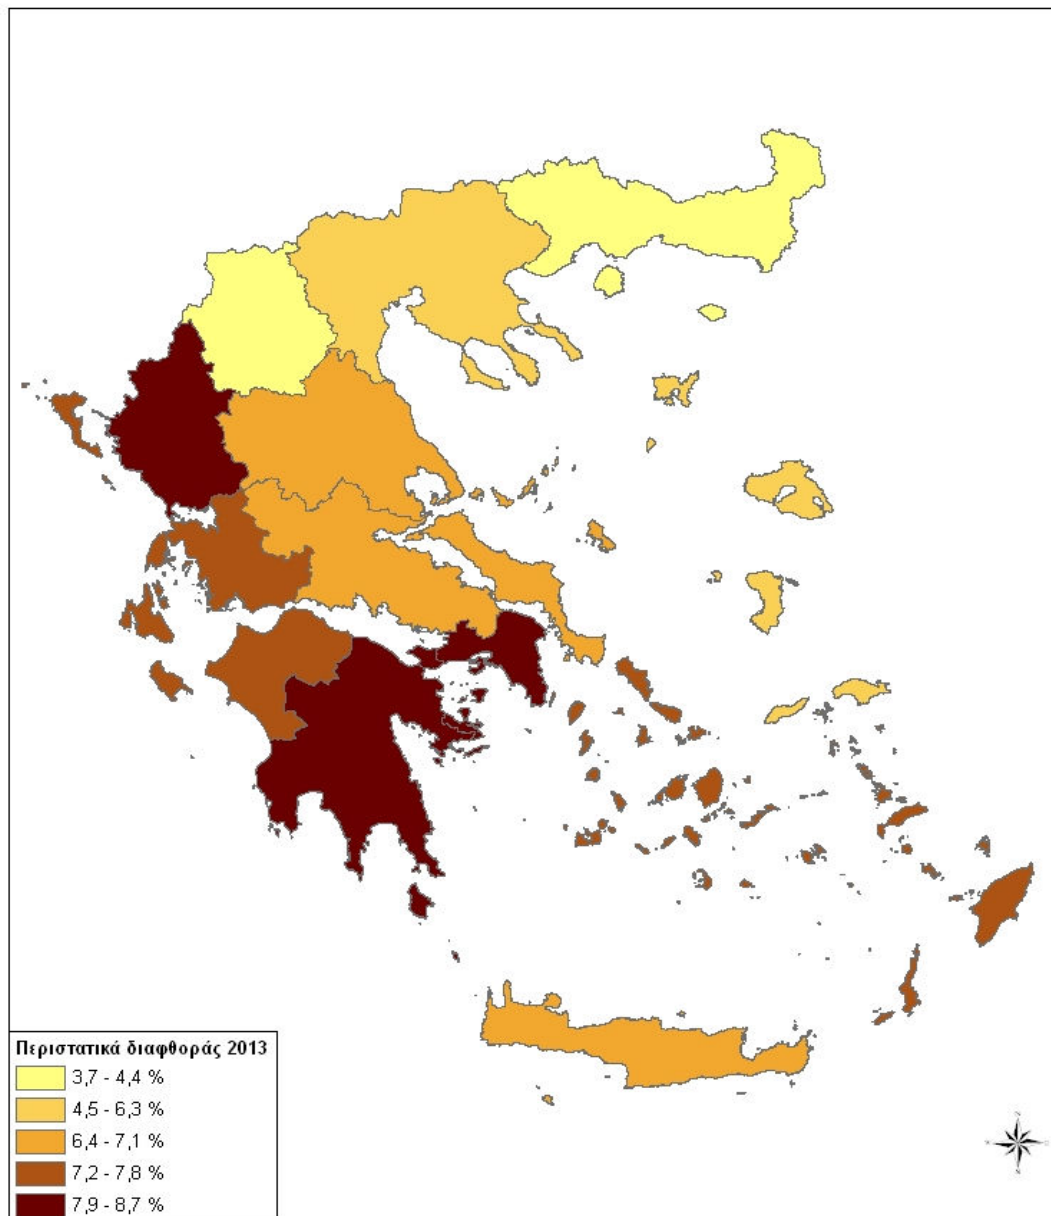 Περιστατικά διαφθοράς 2013
3,7 - 4,4 %
4,5 - 6,3 %
6,4 - 7,1 %
7,2 - 7,8 %
7,9 - 8,7 %